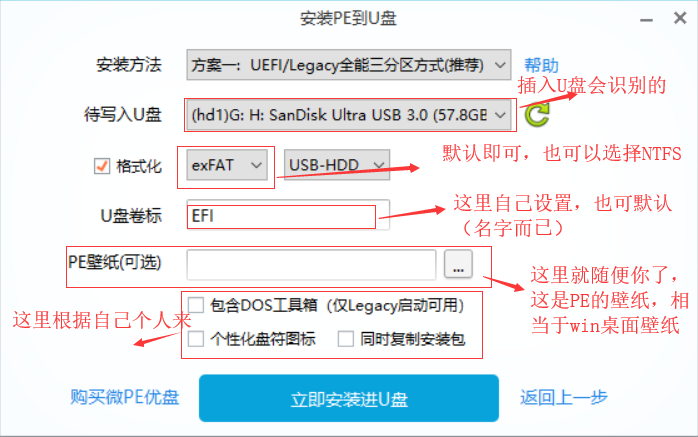 安装PE到U盘
安装方法
方案一：UEFI/Legacy全能三分区方式(推荐)
帮助
插入U盘会识别的
待写入U盘
(hd1)G: H: SanDisk Ultra USB 3.0 (57.8GB
默认即可，也可以选择NTFS
格式化
exFAT
USB-HDD
这里自己设置，也可默认
（名字而已）
U盘卷标
EFI
PE壁纸(可选)
...
这里就随便你了，
这是PE的壁纸，相
当于win桌面壁纸
这里根据自己个人来
包含DOS工具箱（仅Legacy启动可用）
个性化盘符图标
同时复制安装包
购买微PE优盘
立即安装进U盘
返回上一步